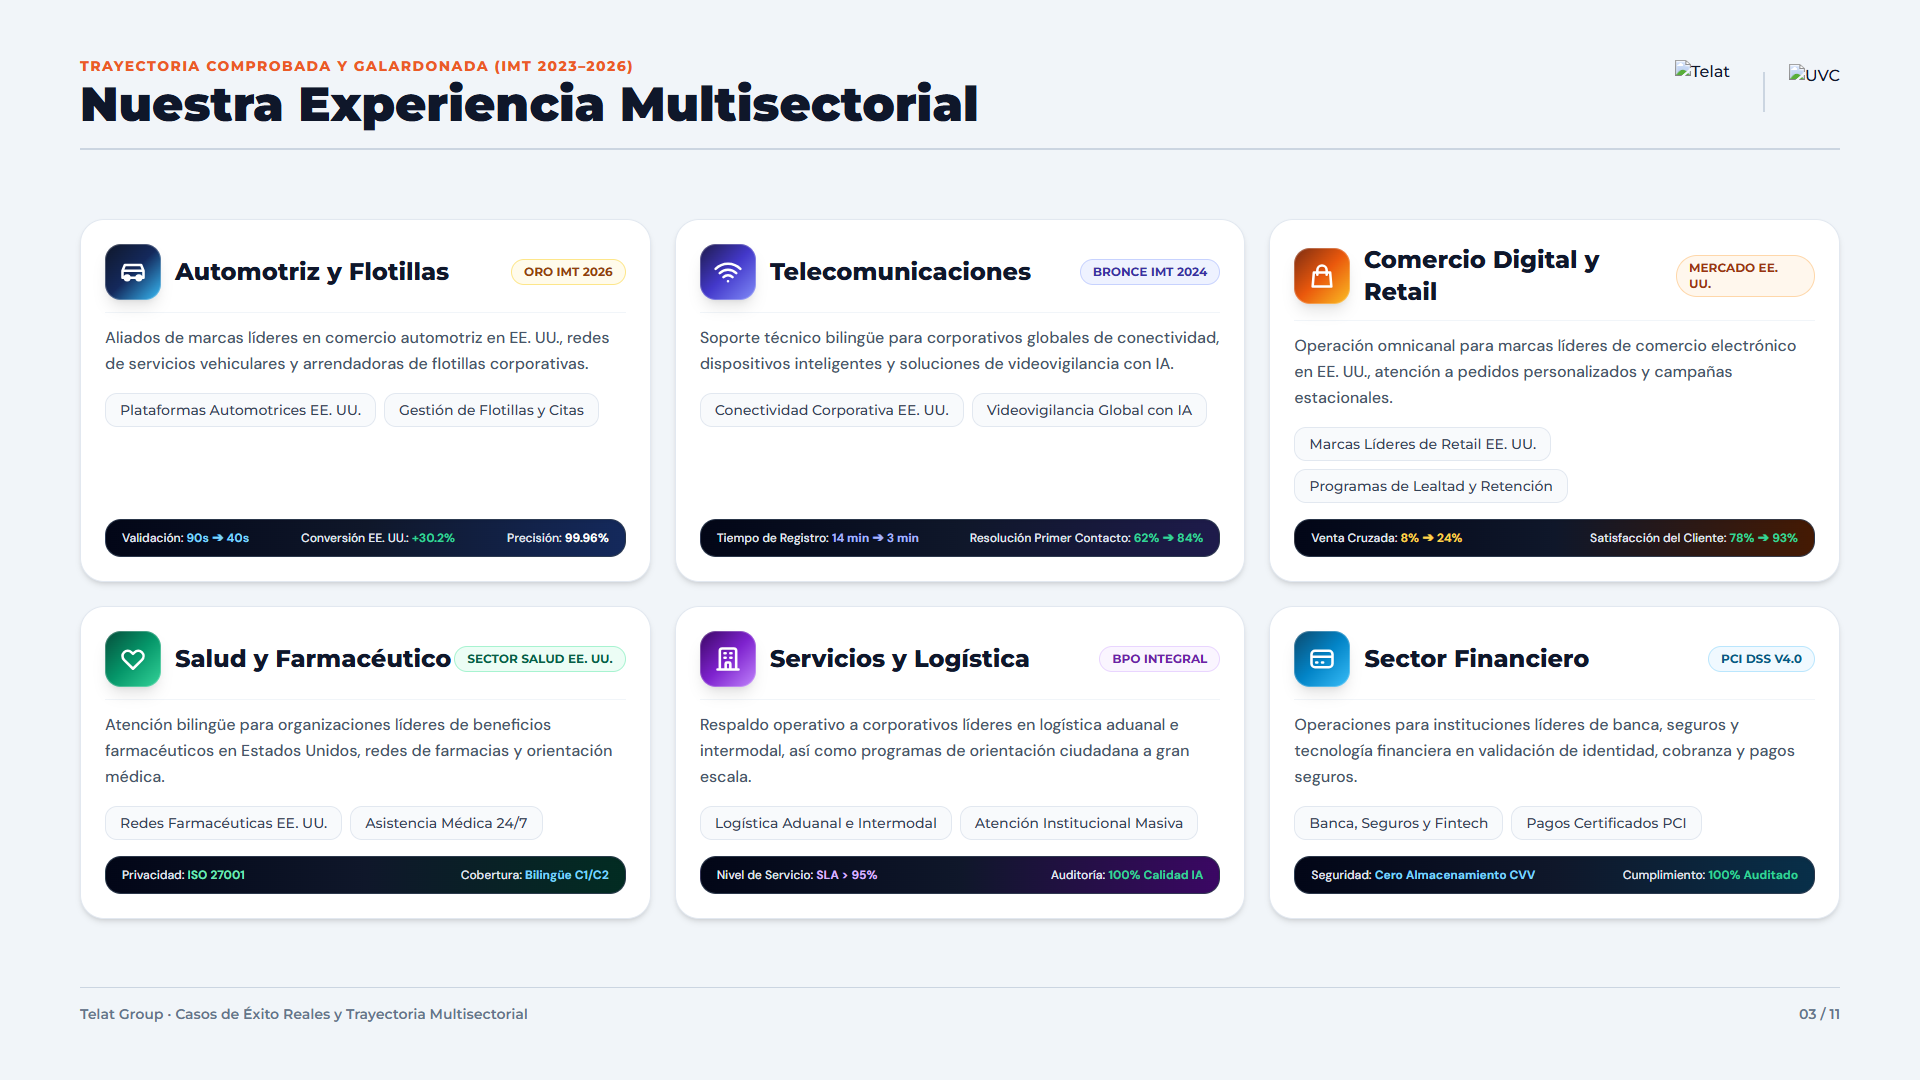 TRAYECTORIA COMPROBADA Y GALARDONADA (IMT 2023–2026)
Nuestra Experiencia Multisectorial
Telat
UVC
Automotriz y Flotillas
ORO IMT 2026
Aliados de marcas líderes en comercio automotriz en EE. UU., redes
de servicios vehiculares y arrendadoras de flotillas corporativas.
Plataformas Automotrices EE. UU.
Gestión de Flotillas y Citas
Validación: 90s ➔ 40s
Conversión EE. UU.: +30.2%
Precisión: 99.96%
Telecomunicaciones
BRONCE IMT 2024
Soporte técnico bilingüe para corporativos globales de conectividad,
dispositivos inteligentes y soluciones de videovigilancia con IA.
Conectividad Corporativa EE. UU.
Videovigilancia Global con IA
Tiempo de Registro: 14 min ➔ 3 min
Resolución Primer Contacto: 62% ➔ 84%
Comercio Digital y
Retail
MERCADO EE.
UU.
Operación omnicanal para marcas líderes de comercio electrónico
en EE. UU., atención a pedidos personalizados y campañas
estacionales.
Marcas Líderes de Retail EE. UU.
Programas de Lealtad y Retención
Venta Cruzada: 8% ➔ 24%
Satisfacción del Cliente: 78% ➔ 93%
Salud y Farmacéutico
SECTOR SALUD EE. UU.
Atención bilingüe para organizaciones líderes de beneficios
farmacéuticos en Estados Unidos, redes de farmacias y orientación
médica.
Redes Farmacéuticas EE. UU.
Asistencia Médica 24/7
Privacidad: ISO 27001
Cobertura: Bilingüe C1/C2
Servicios y Logística
BPO INTEGRAL
Respaldo operativo a corporativos líderes en logística aduanal e
intermodal, así como programas de orientación ciudadana a gran
escala.
Logística Aduanal e Intermodal
Atención Institucional Masiva
Nivel de Servicio: SLA > 95%
Auditoría: 100% Calidad IA
Sector Financiero
PCI DSS V4.0
Operaciones para instituciones líderes de banca, seguros y
tecnología financiera en validación de identidad, cobranza y pagos
seguros.
Banca, Seguros y Fintech
Pagos Certificados PCI
Seguridad: Cero Almacenamiento CVV
Cumplimiento: 100% Auditado
Telat Group · Casos de Éxito Reales y Trayectoria Multisectorial
03 / 11